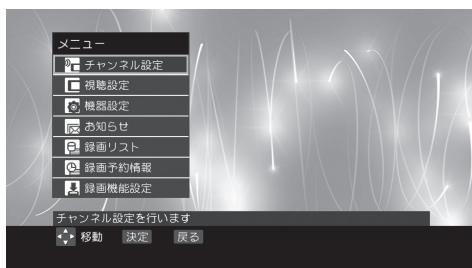 メニュー
チャンネル設定
視聴設定
機器設定
お知らせ
録画リスト
録画予約情報
録画機能設定
チャンネル設定を行います
移動 決定 戻る